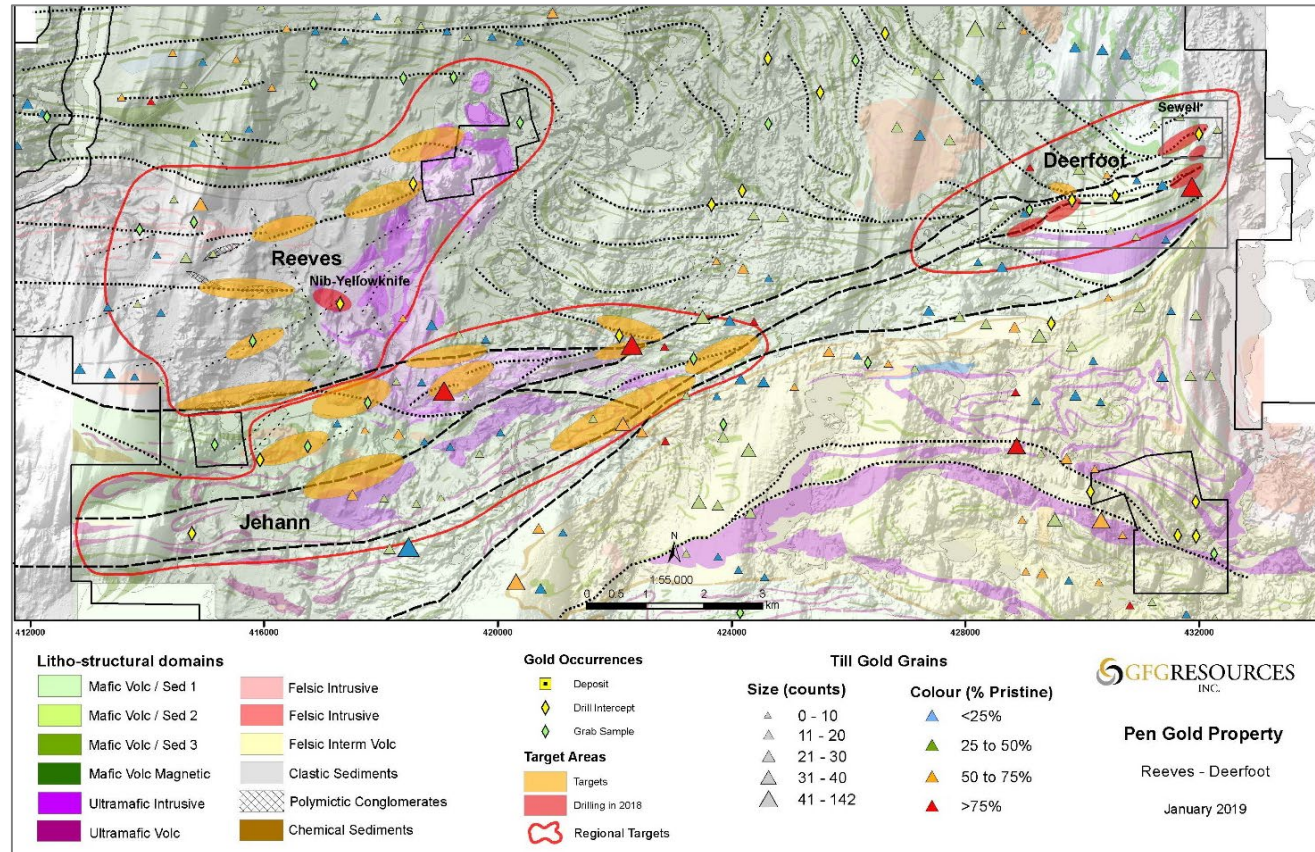 Sewell
Deerfoot
Reeves
Nib-Yellowknife
Jehann
N
1:55,000
0 0.5 1 2 3
km
412000 416000 420000 424000 428000 432000
Litho-structural domains
Mafic Volc / Sed 1
Mafic Volc / Sed 2
Mafic Volc / Sed 3
Mafic Volc Magnetic
Ultramafic Intrusive
Ultramafic Volc
Felsic Intrusive
Felsic Intrusive
Felsic Interm Volc
Clastic Sediments
Polymictic Conglomerates
Chemical Sediments
Gold Occurrences
Deposit
Drill Intercept
Grab Sample
Target Areas
Targets
Drilling in 2018
Regional Targets
Till Gold Grains
Size (counts)
0 - 10
11 - 20
21 - 30
31 - 40
41 - 142
Colour (% Pristine)
<25%
25 to 50%
50 to 75%
>75%
GFG RESOURCES
INC.
Pen Gold Property
Reeves - Deerfoot
January 2019